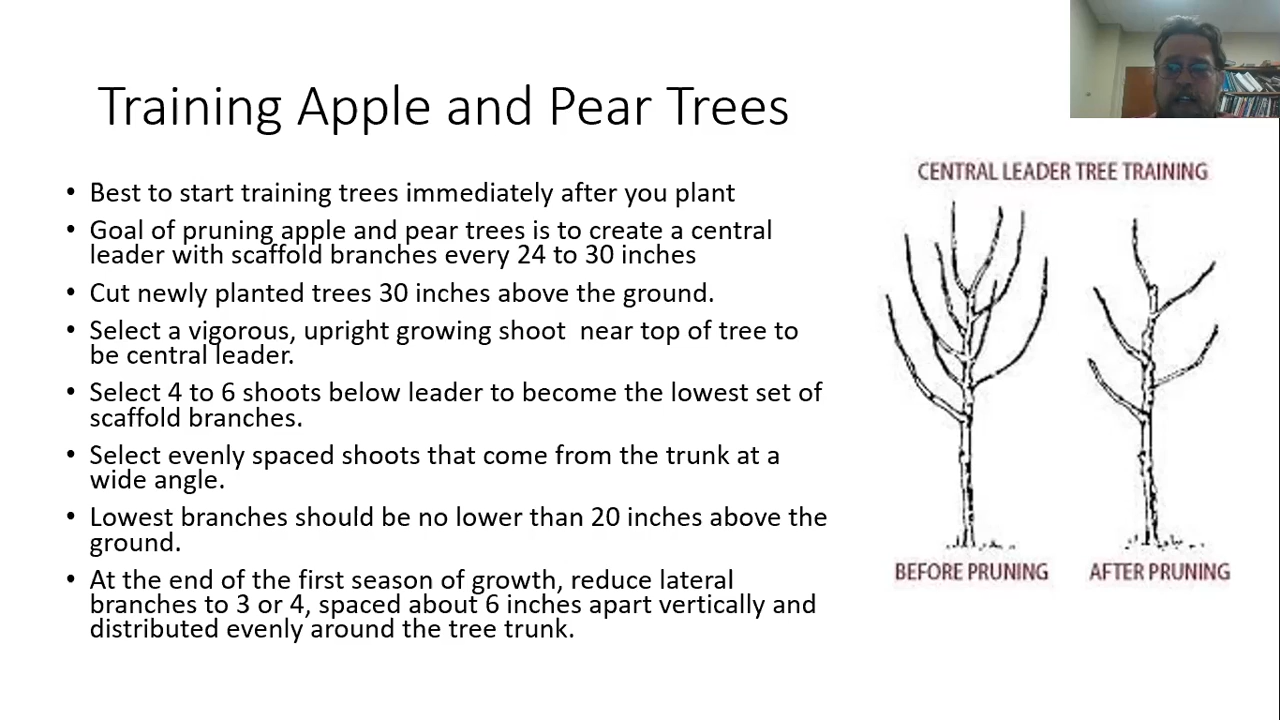 Training Apple and Pear Trees
• Best to start training trees immediately after you plant
• Goal of pruning apple and pear trees is to create a central
leader with scaffold branches every 24 to 30 inches
• Cut newly planted trees 30 inches above the ground.
• Select a vigorous, upright growing shoot  near top of tree to
be central leader.
• Select 4 to 6 shoots below leader to become the lowest set of
scaffold branches.
• Select evenly spaced shoots that come from the trunk at a
wide angle.
• Lowest branches should be no lower than 20 inches above the
ground.
• At the end of the first season of growth, reduce lateral
branches to 3 or 4, spaced about 6 inches apart vertically and
distributed evenly around the tree trunk.
CENTRAL LEADER TREE TRAINING
BEFORE PRUNING
AFTER PRUNING